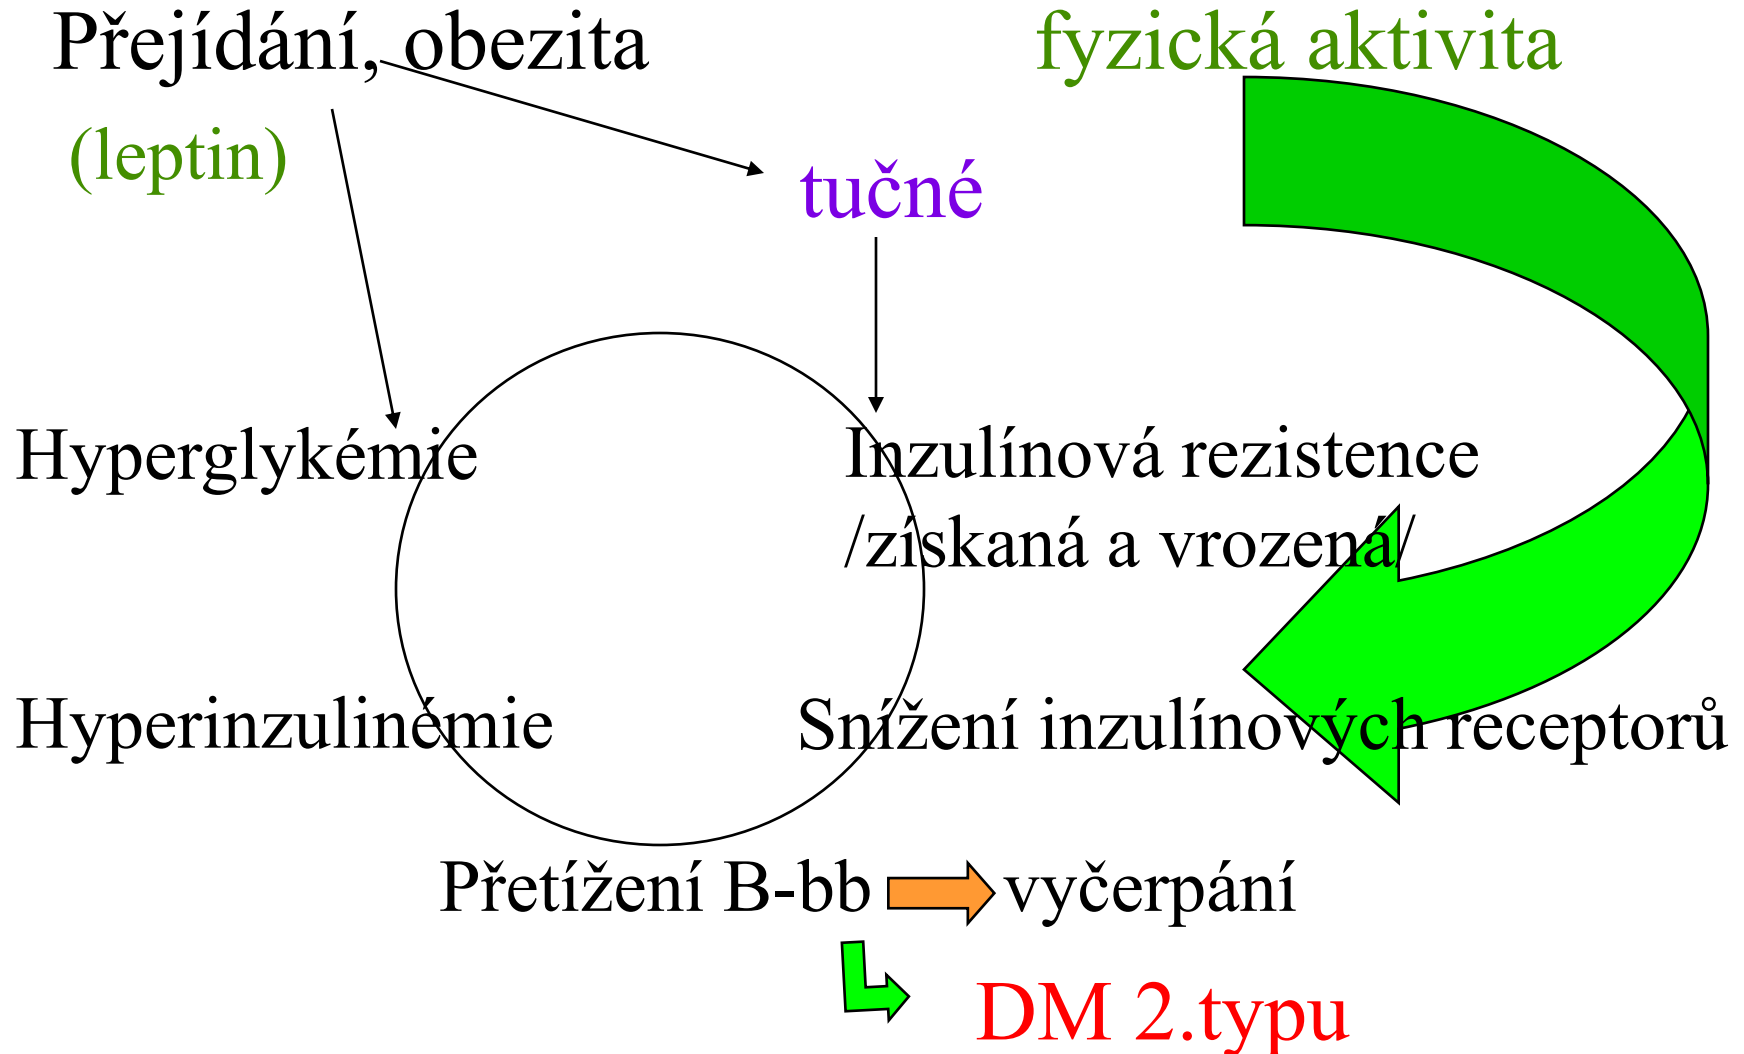 Přejídání, obezita
fyzická aktivita
(leptin)
tučné
Hyperglykémie
Inzulínová rezistence
/získaná a vrozená/
Hyperinzulinémie
Snížení inzulínových receptorů
Přetížení B-bb
vyčerpání
DM 2.typu